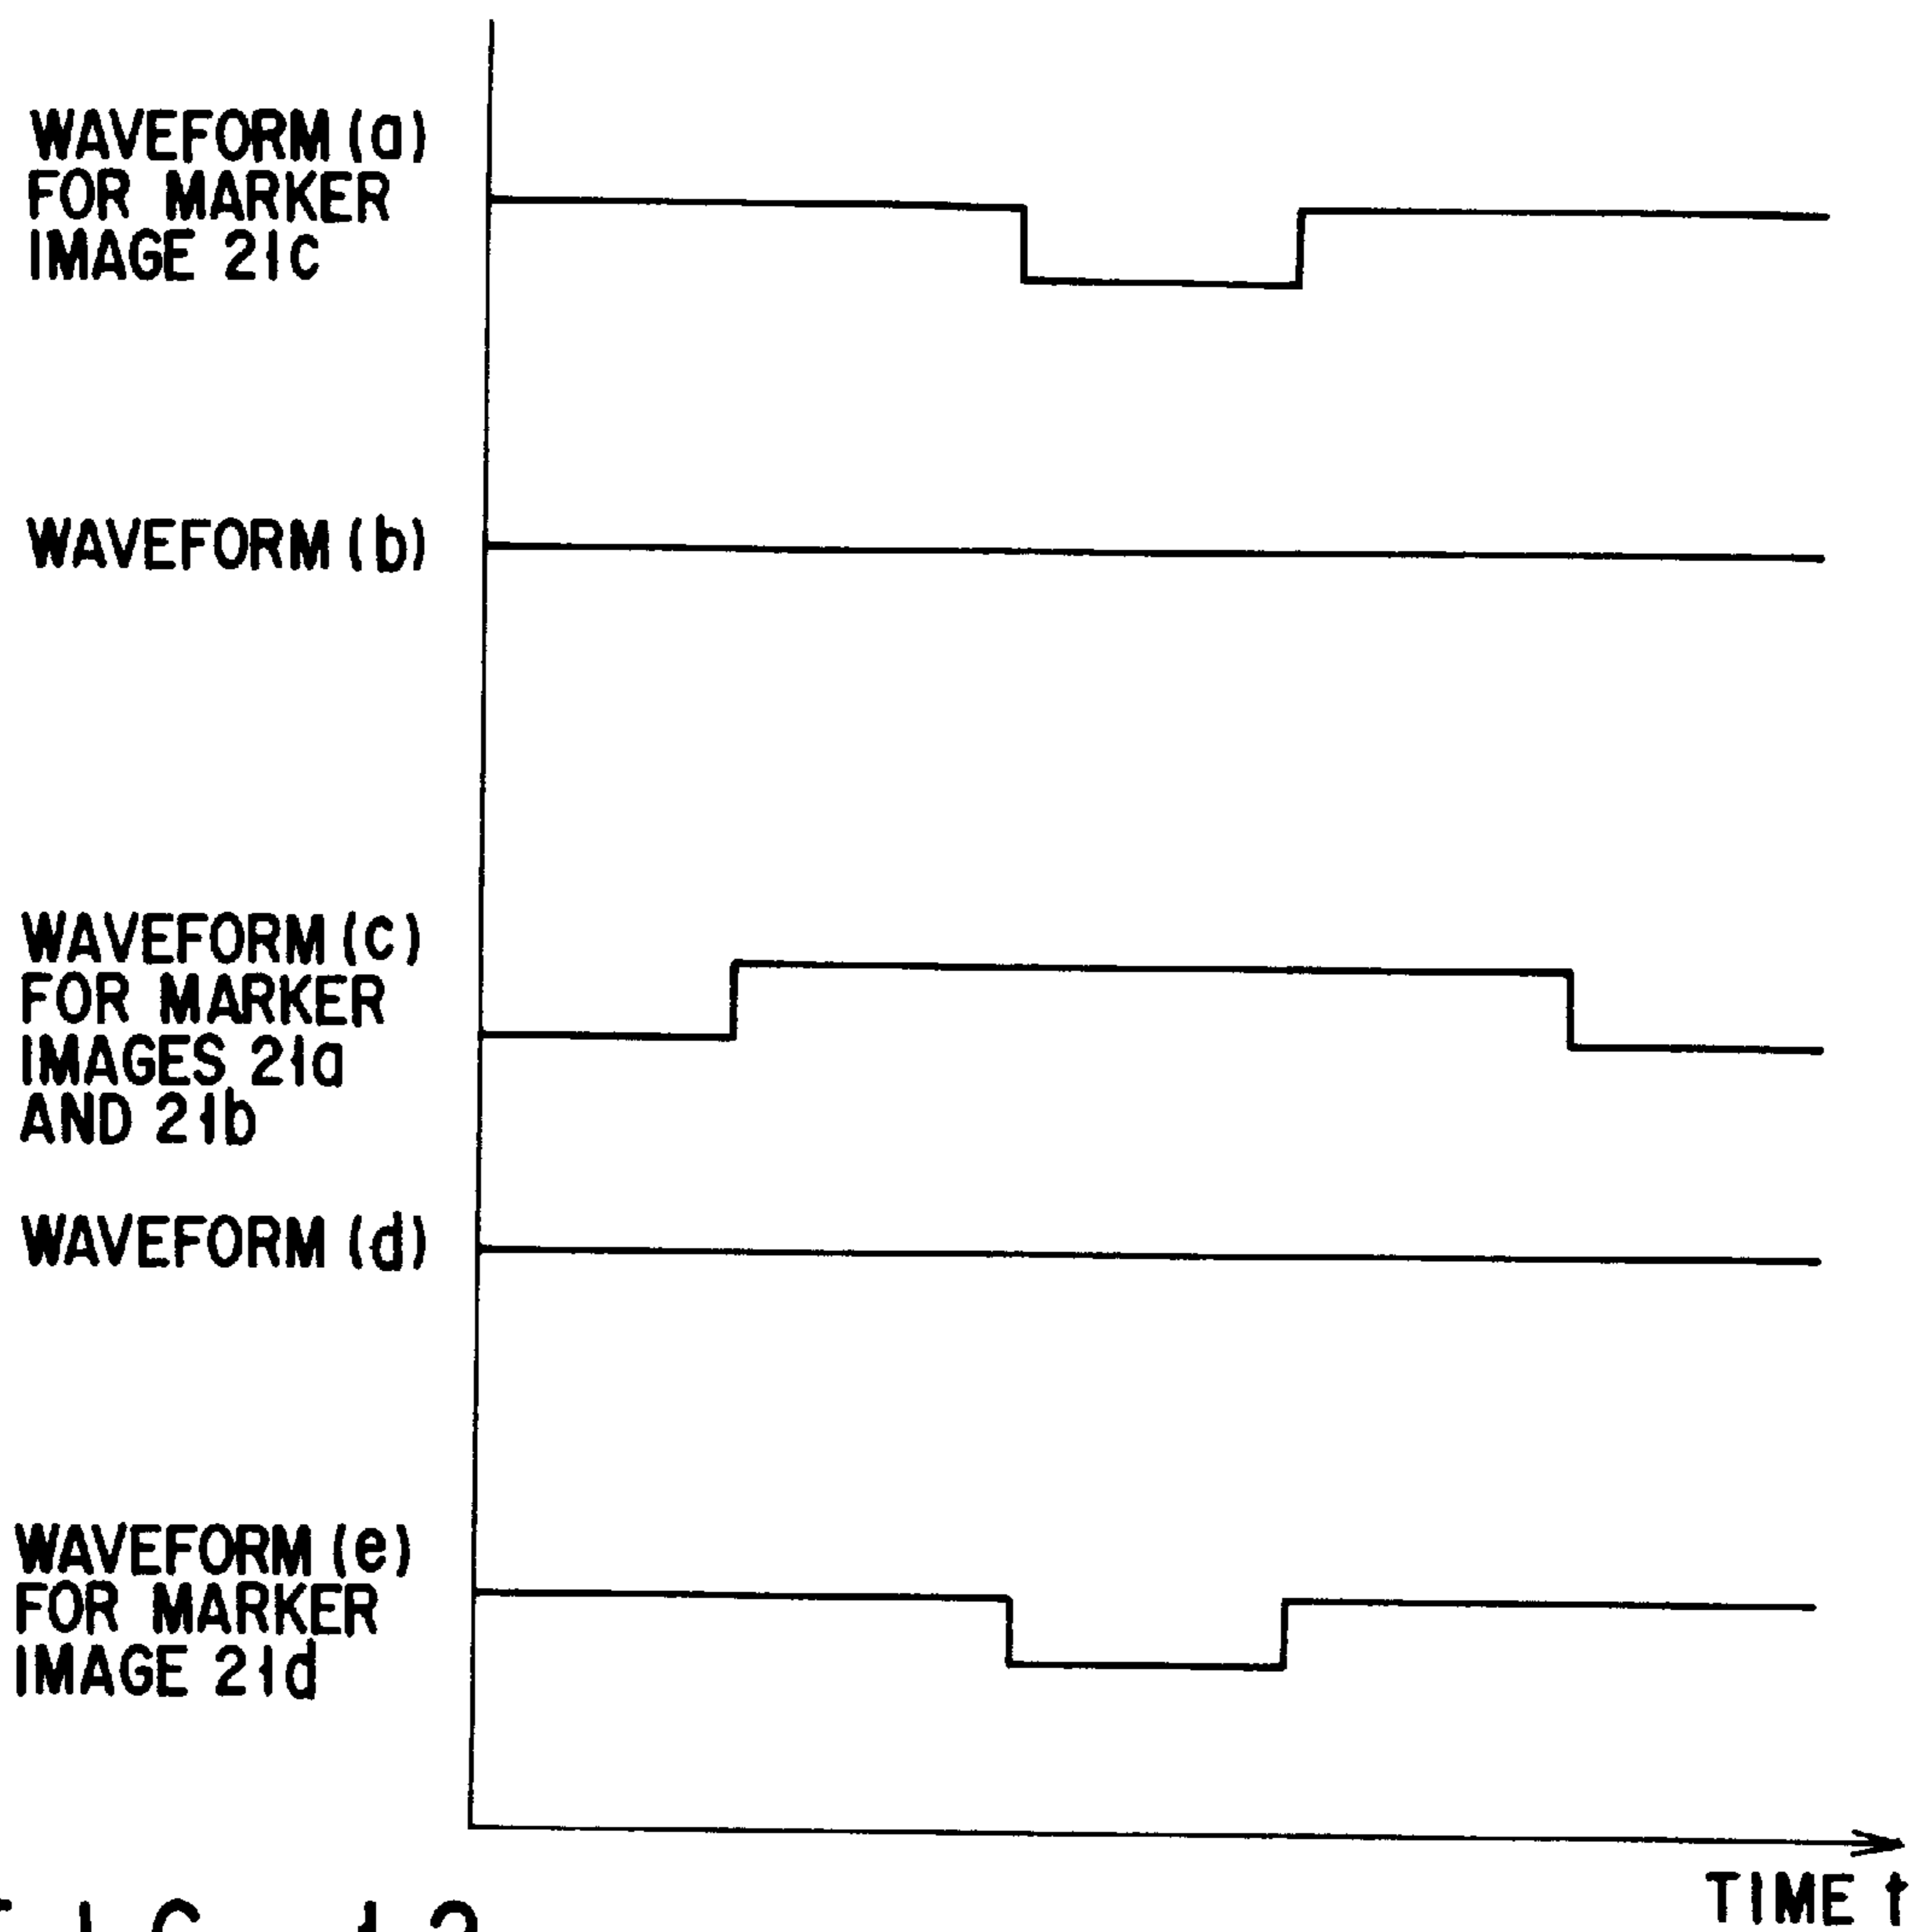 WAVEFORM (a)
FOR MARKER
IMAGE 21c
WAVEFORM (b)
WAVEFORM (c)
FOR MARKER
IMAGES 21a
AND 21b
WAVEFORM (d)
WAVEFORM (e)
FOR MARKER
IMAGE 21d
TIME t